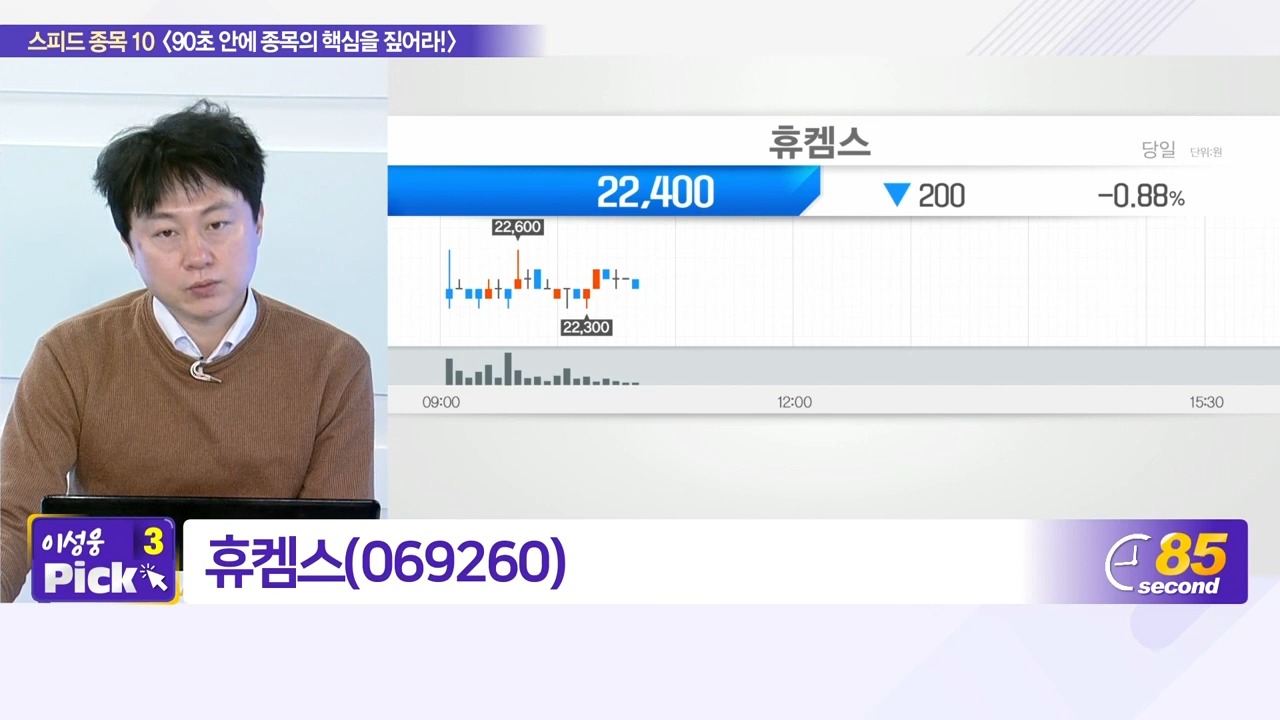 스피드 종목 10 〈90초 안에 종목의 핵심을 짚어라!〉
휴켐스
당일 단위:원
22,400 ▼200 -0.88%
22,600
22,300
09:00 12:00 15:30
이성웅 3
Pick
휴켐스(069260)
85
second